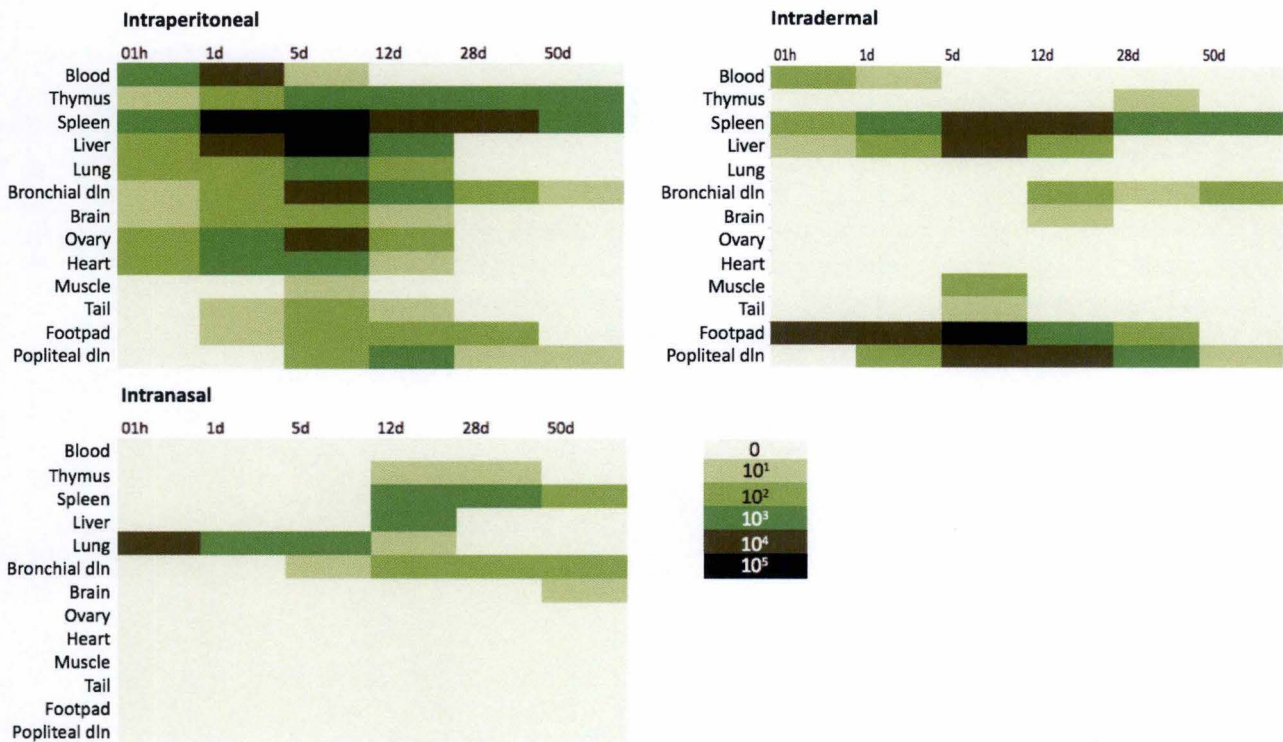 Intraperitoneal
01h 1d 5d 12d 28d 50d
Blood
Thymus
Spleen
Liver
Lung
Bronchial dln
Brain
Ovary
Heart
Muscle
Tail
Footpad
Popliteal dln
Intradermal
01h 1d 5d 12d 28d 50d
Blood
Thymus
Spleen
Liver
Lung
Bronchial dln
Brain
Ovary
Heart
Muscle
Tail
Footpad
Popliteal dln
Intranasal
01h 1d 5d 12d 28d 50d
Blood
Thymus
Spleen
Liver
Lung
Bronchial dln
Brain
Ovary
Heart
Muscle
Tail
Footpad
Popliteal dln
0
10¹
10²
10³
10⁴
10⁵